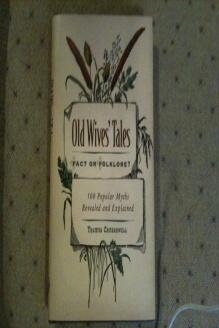 Old Wives' Tales
FACT OR FOLKLORE?
100 Popular Myths
Revealed and Explained